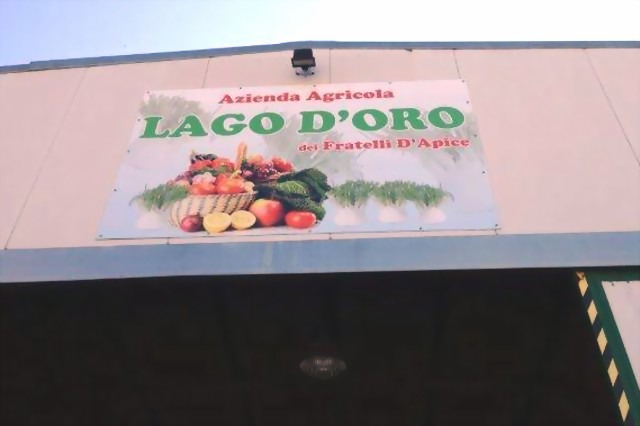 Azienda Agricola
LAGO D'ORO
dei Fratelli D'Apice